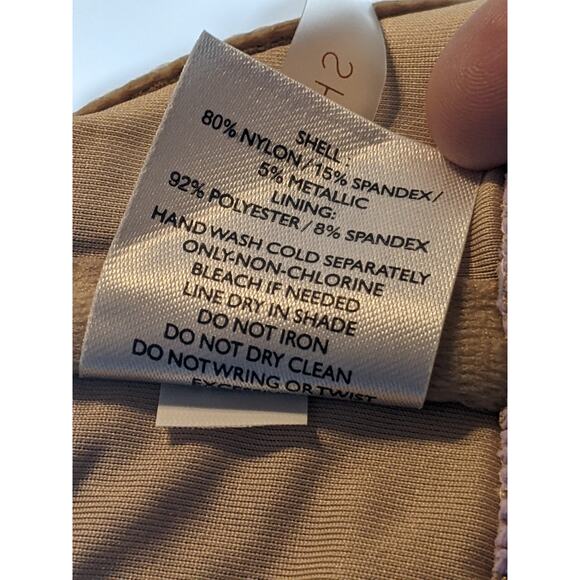 SH
SHELL :
80% NYLON / 15% SPANDEX /
5% METALLIC
LINING:
92% POLYESTER / 8% SPANDEX
HAND WASH COLD SEPARATELY
ONLY-NON-CHLORINE
BLEACH IF NEEDED
LINE DRY IN SHADE
DO NOT IRON
DO NOT DRY CLEAN
DO NOT WRING OR TWIST